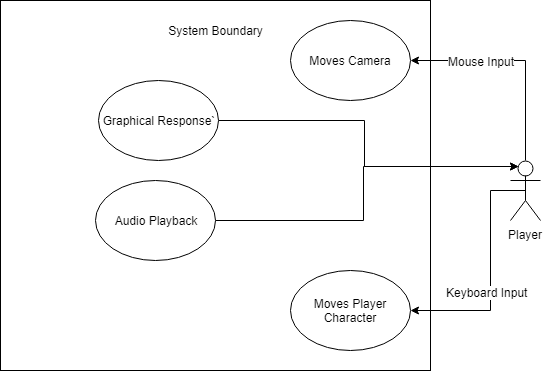 System Boundary
Moves Camera
Mouse Input
Graphical Response`
Audio Playback
Player
Keyboard Input
Moves Player
Character